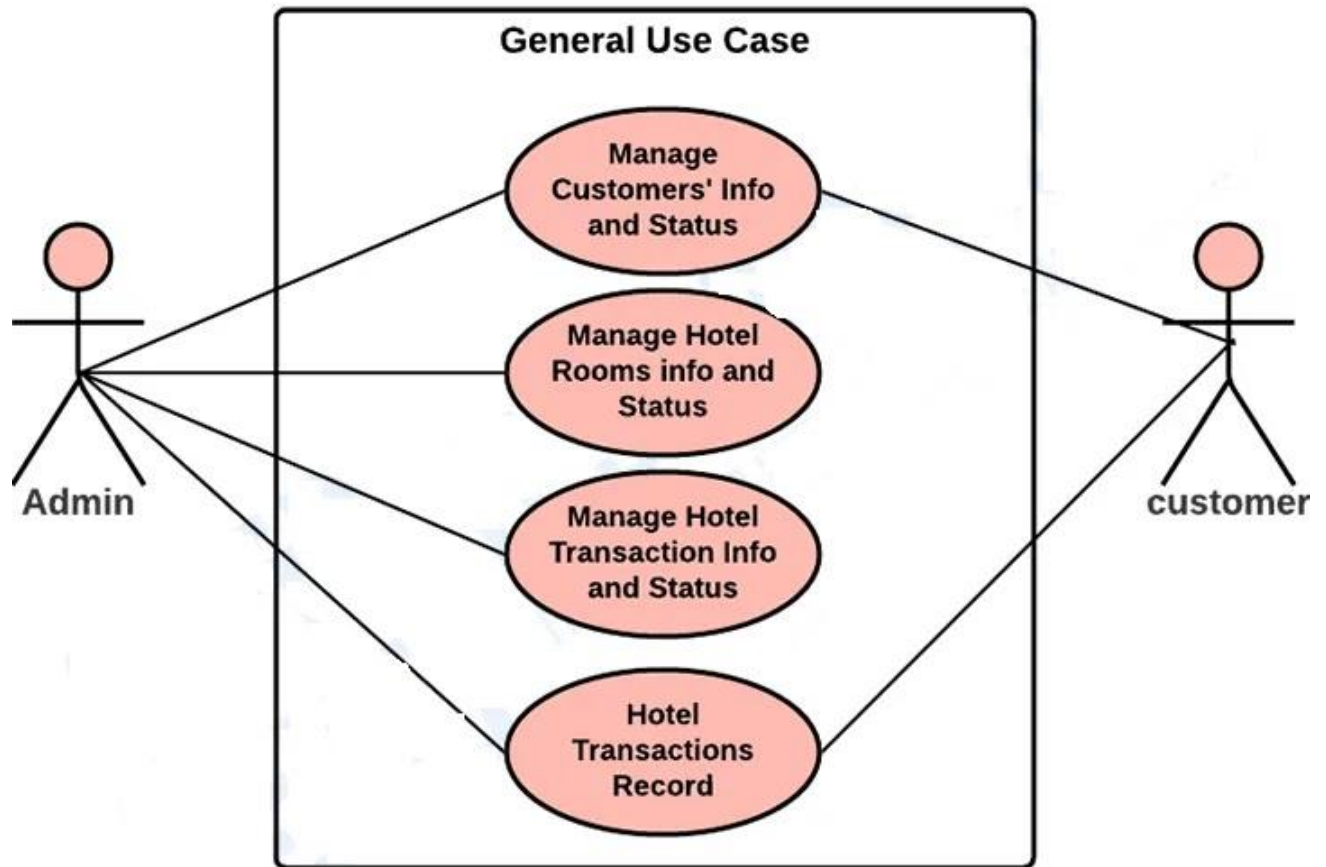 General Use Case
Manage
Customers' Info
and Status
Manage Hotel
Rooms info and
Status
Admin
customer
Manage Hotel
Transaction Info
and Status
Hotel
Transactions
Record